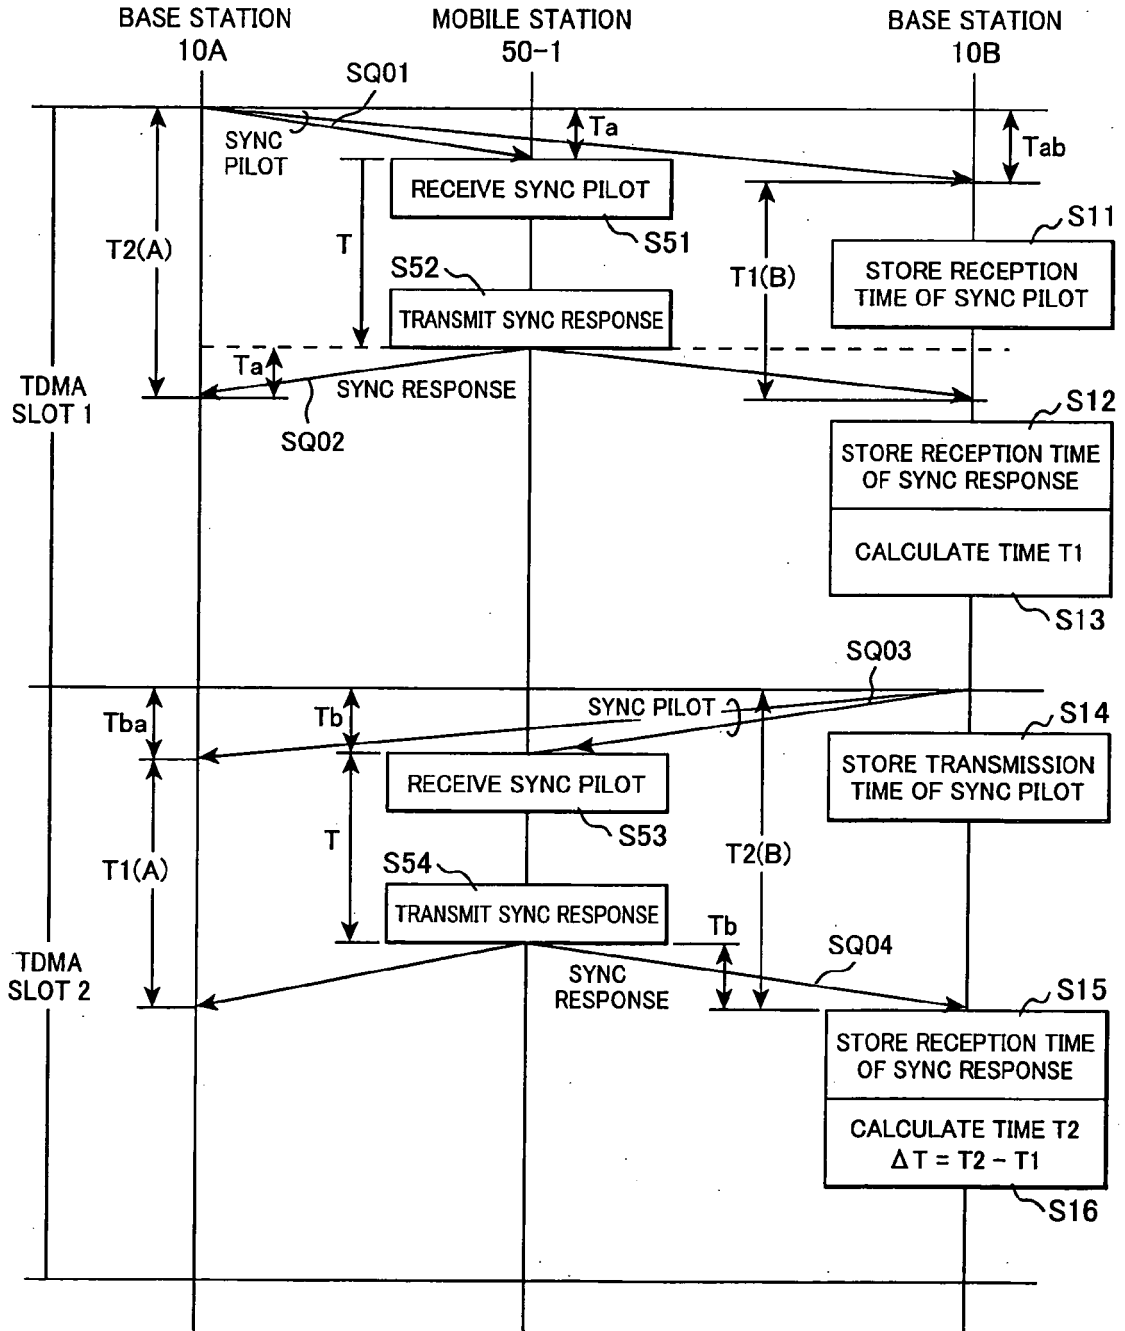 BASE STATION
10A
MOBILE STATION
50-1
BASE STATION
10B
SQ01
SYNC
PILOT
Ta
Tab
RECEIVE SYNC PILOT
S51
S11
STORE RECEPTION
TIME OF SYNC PILOT
T2(A)
T
T1(B)
S52
TRANSMIT SYNC RESPONSE
Ta
SYNC RESPONSE
SQ02
TDMA
SLOT 1
S12
STORE RECEPTION TIME
OF SYNC RESPONSE
CALCULATE TIME T1
S13
SQ03
SYNC PILOT
Tba
Tb
S14
STORE TRANSMISSION
TIME OF SYNC PILOT
RECEIVE SYNC PILOT
S53
T1(A)
T
T2(B)
S54
TRANSMIT SYNC RESPONSE
Tb
SQ04
SYNC
RESPONSE
TDMA
SLOT 2
S15
STORE RECEPTION TIME
OF SYNC RESPONSE
CALCULATE TIME T2
ΔT = T2 - T1
S16